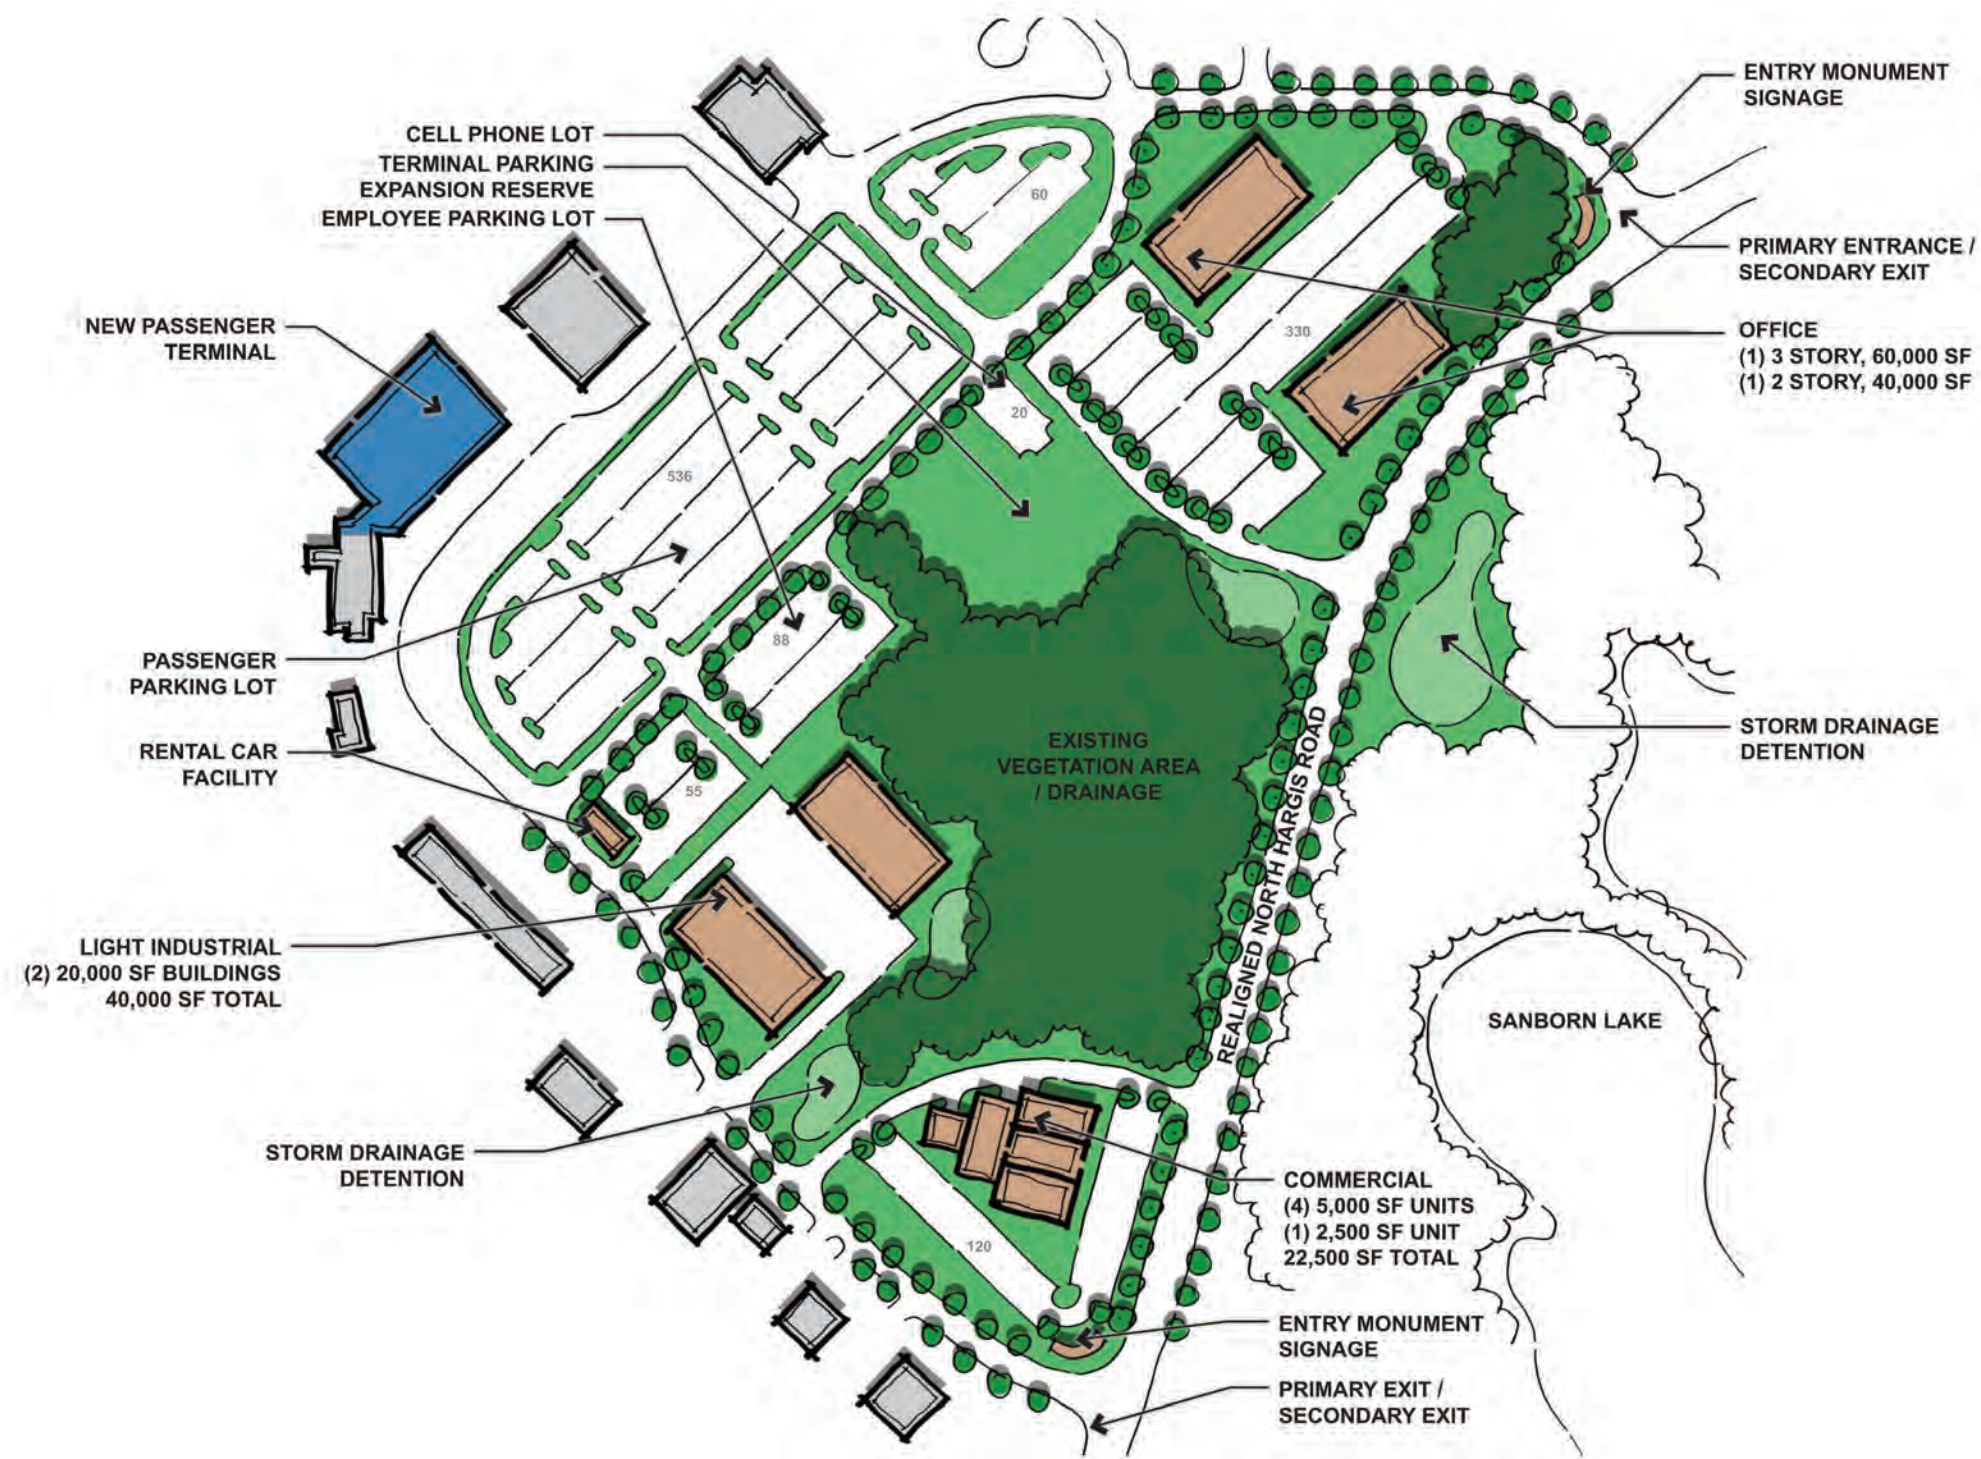 ENTRY MONUMENT
SIGNAGE
CELL PHONE LOT
TERMINAL PARKING
EXPANSION RESERVE
EMPLOYEE PARKING LOT
60
PRIMARY ENTRANCE /
SECONDARY EXIT
NEW PASSENGER
TERMINAL
330
OFFICE
(1) 3 STORY, 60,000 SF
(1) 2 STORY, 40,000 SF
20
536
88
PASSENGER
PARKING LOT
STORM DRAINAGE
DETENTION
EXISTING
VEGETATION AREA
/ DRAINAGE
REALIGNED NORTH HARGIS ROAD
RENTAL CAR
FACILITY
55
LIGHT INDUSTRIAL
(2) 20,000 SF BUILDINGS
40,000 SF TOTAL
SANBORN LAKE
STORM DRAINAGE
DETENTION
COMMERCIAL
(4) 5,000 SF UNITS
(1) 2,500 SF UNIT
22,500 SF TOTAL
120
ENTRY MONUMENT
SIGNAGE
PRIMARY EXIT /
SECONDARY EXIT